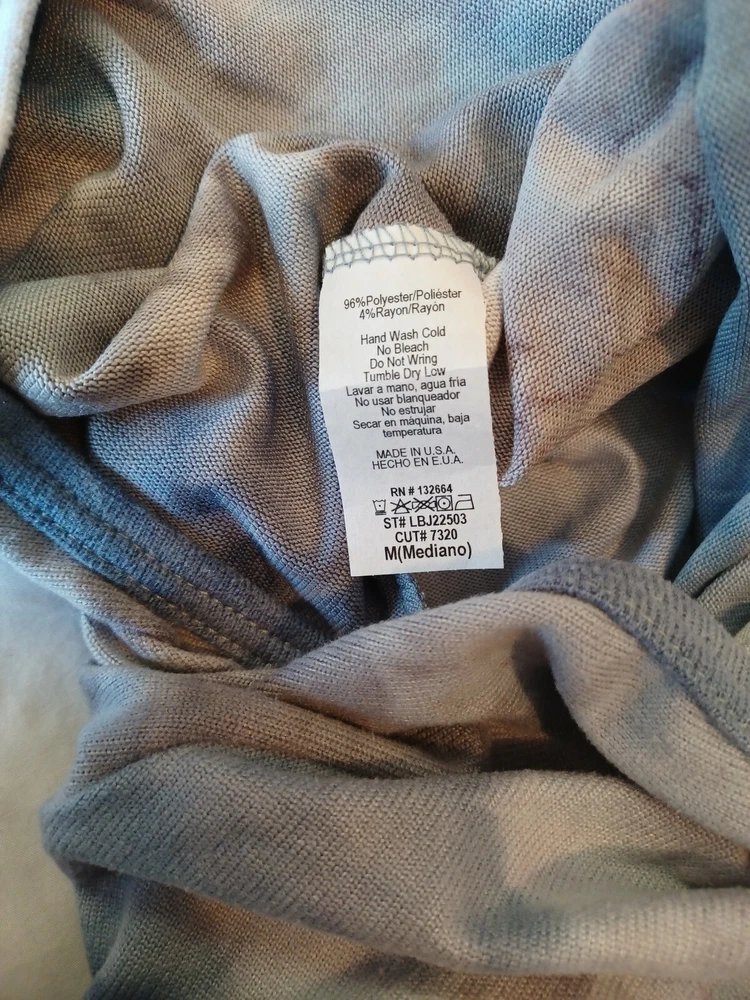 96%Polyester/Poliéster
4%Rayon/Rayón
Hand Wash Cold
No Bleach
Do Not Wring
Tumble Dry Low
Lavar a mano, agua fría
No usar blanqueador
No estrujar
Secar en máquina, baja
temperatura
MADE IN U.S.A.
HECHO EN E.U.A.
RN # 132664
ST# LBJ22503
CUT# 7320
M(Mediano)